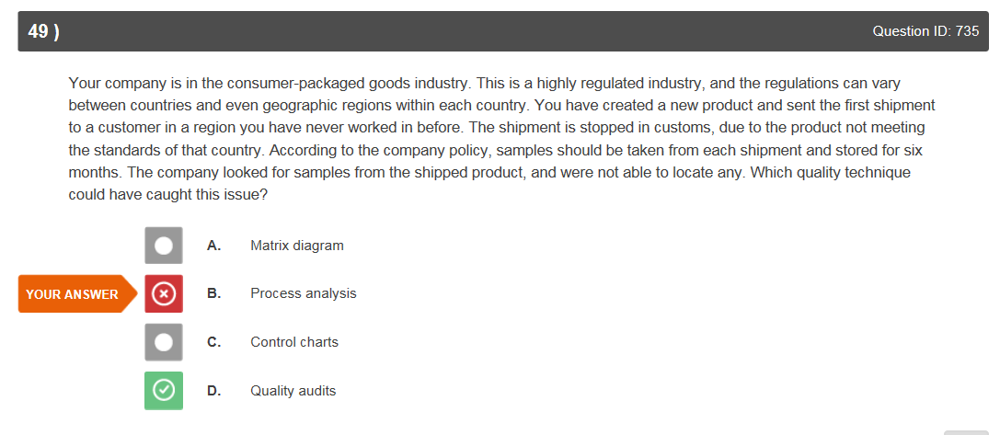 49 )
Question ID: 735
Your company is in the consumer-packaged goods industry. This is a highly regulated industry, and the regulations can vary
between countries and even geographic regions within each country. You have created a new product and sent the first shipment
to a customer in a region you have never worked in before. The shipment is stopped in customs, due to the product not meeting
the standards of that country. According to the company policy, samples should be taken from each shipment and stored for six
months. The company looked for samples from the shipped product, and were not able to locate any. Which quality technique
could have caught this issue?
A. Matrix diagram
YOUR ANSWER B. Process analysis
C. Control charts
D. Quality audits